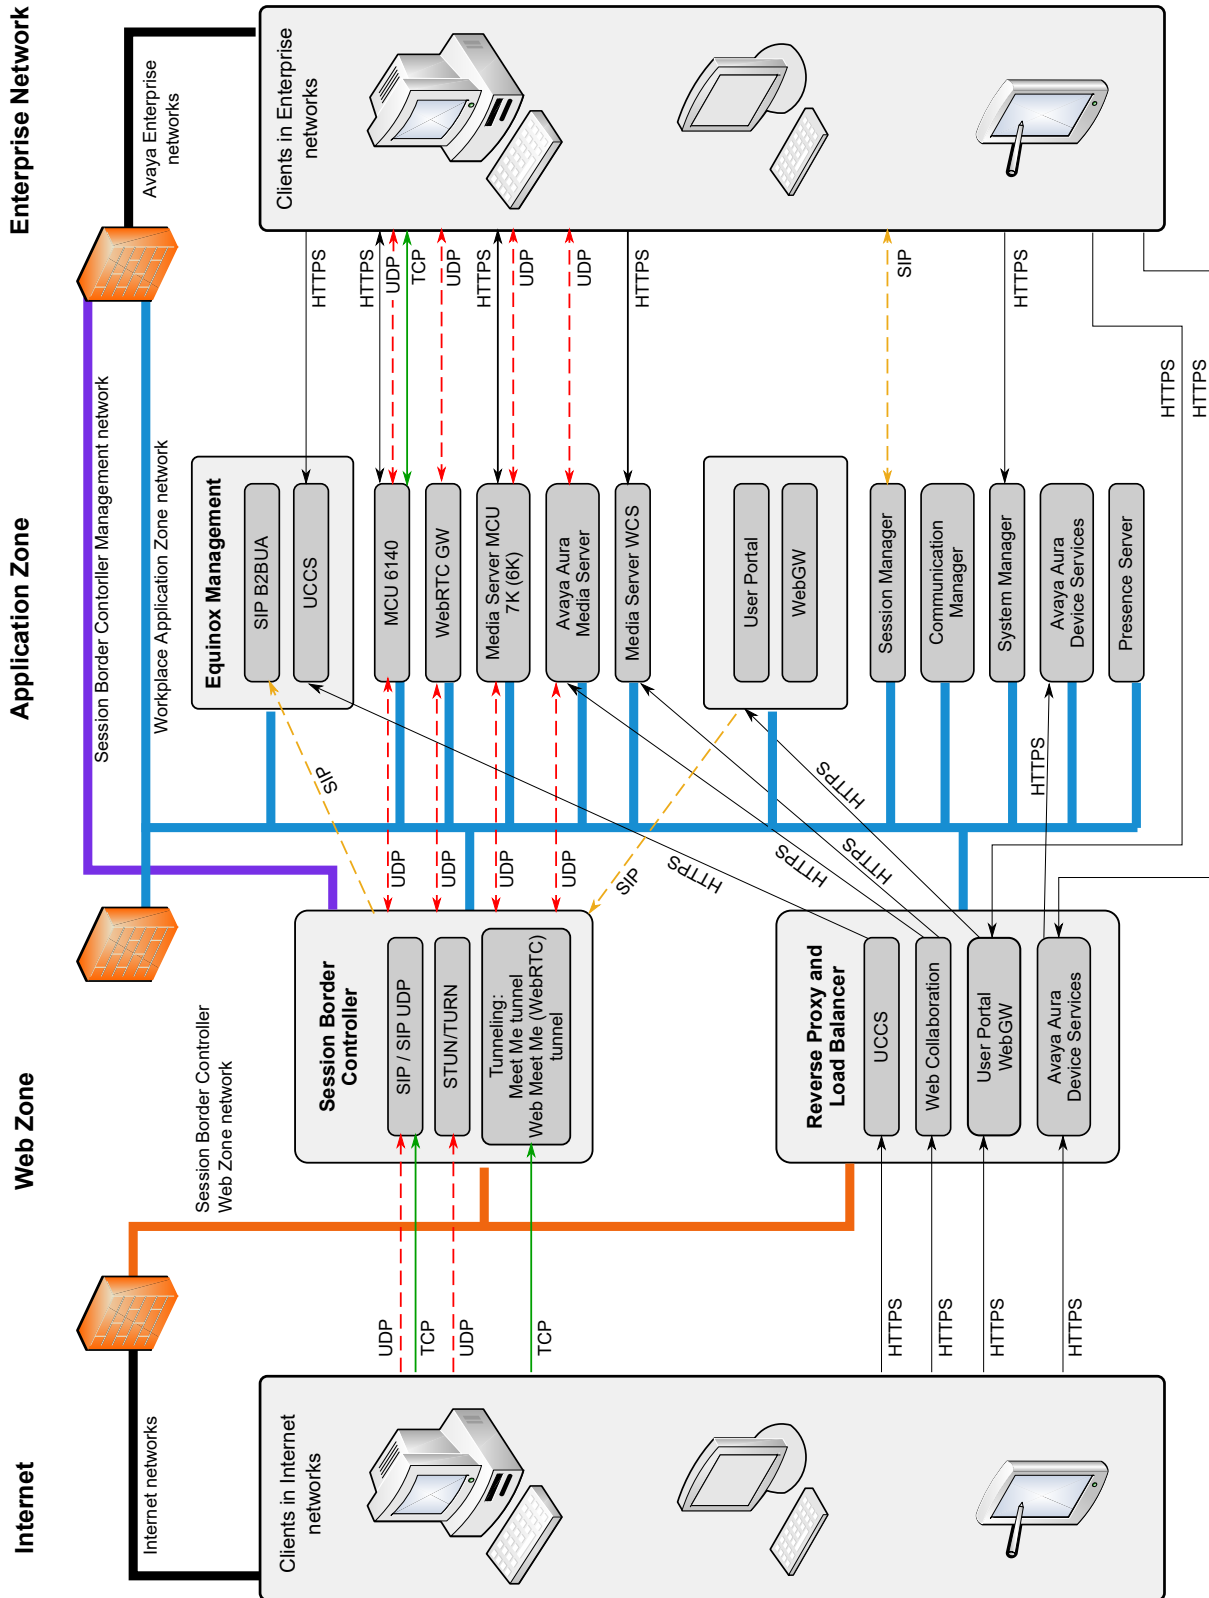 Internet
Web Zone
Application Zone
Enterprise Network
Internet networks
Session Border Controller
Web Zone network
Session Border Contorller Management network
Workplace Application Zone network
Avaya Enterprise
networks
Clients in Internet
networks
UDP
TCP
UDP
TCP
HTTPS
HTTPS
HTTPS
HTTPS
Session Border
Controller
SIP / SIP UDP
STUN/TURN
Tunneling:
Meet Me tunnel
Web Meet Me (WebRTC)
tunnel
Reverse Proxy and
Load Balancer
UCCS
Web Collaboration
User Portal
WebGW
Avaya Aura
Device Services
SIP
UDP
UDP
UDP
UDP
SIP
HTTPS
HTTPS
HTTPS
HTTPS
HTTPS
Equinox Management
SIP B2BUA
UCCS
MCU 6140
WebRTC GW
Media Server MCU
7K (6K)
Avaya Aura
Media Server
Media Server WCS
User Portal
WebGW
Session Manager
Communication
Manager
System Manager
Avaya Aura
Device Services
Presence Server
HTTPS
HTTPS
UDP
TCP
UDP
HTTPS
UDP
UDP
HTTPS
SIP
HTTPS
HTTPS
HTTPS
Clients in Enterprise
networks